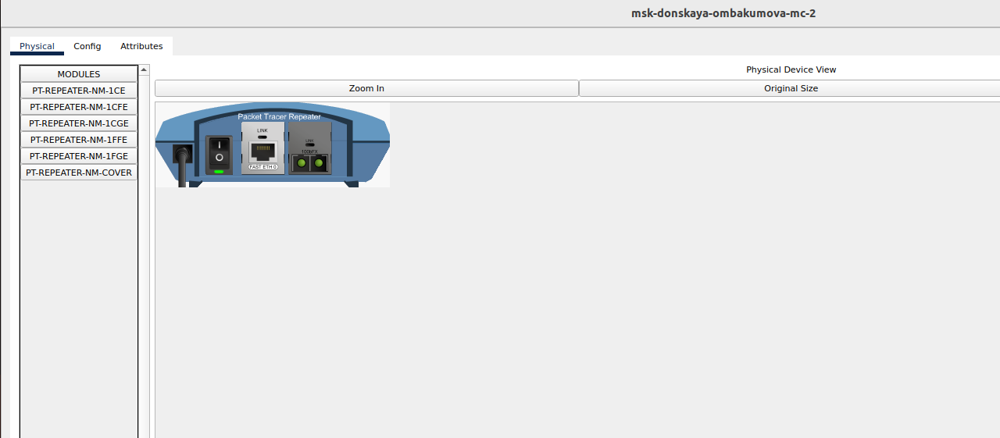 msk-donskaya-ombakumova-mc-2
Physical Config Attributes
MODULES
PT-REPEATER-NM-1CE
PT-REPEATER-NM-1CFE
PT-REPEATER-NM-1CGE
PT-REPEATER-NM-1FFE
PT-REPEATER-NM-1FGE
PT-REPEATER-NM-COVER
Physical Device View
Zoom In Original Size
Packet Tracer Repeater
LINK
FAST ETH 0
LINK
100bFX